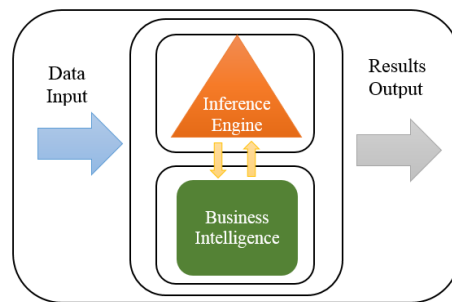 Data
Input
Inference
Engine
Business
Intelligence
Results
Output